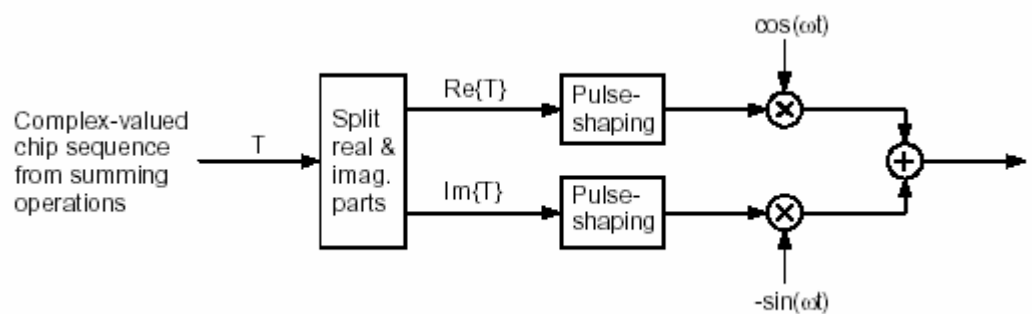 cos(ωt)
Complex-valued
chip sequence
from summing
operations
T
Split
real &
imag.
parts
Re{T}
Im{T}
Pulse-
shaping
Pulse-
shaping
-sin(ωt)